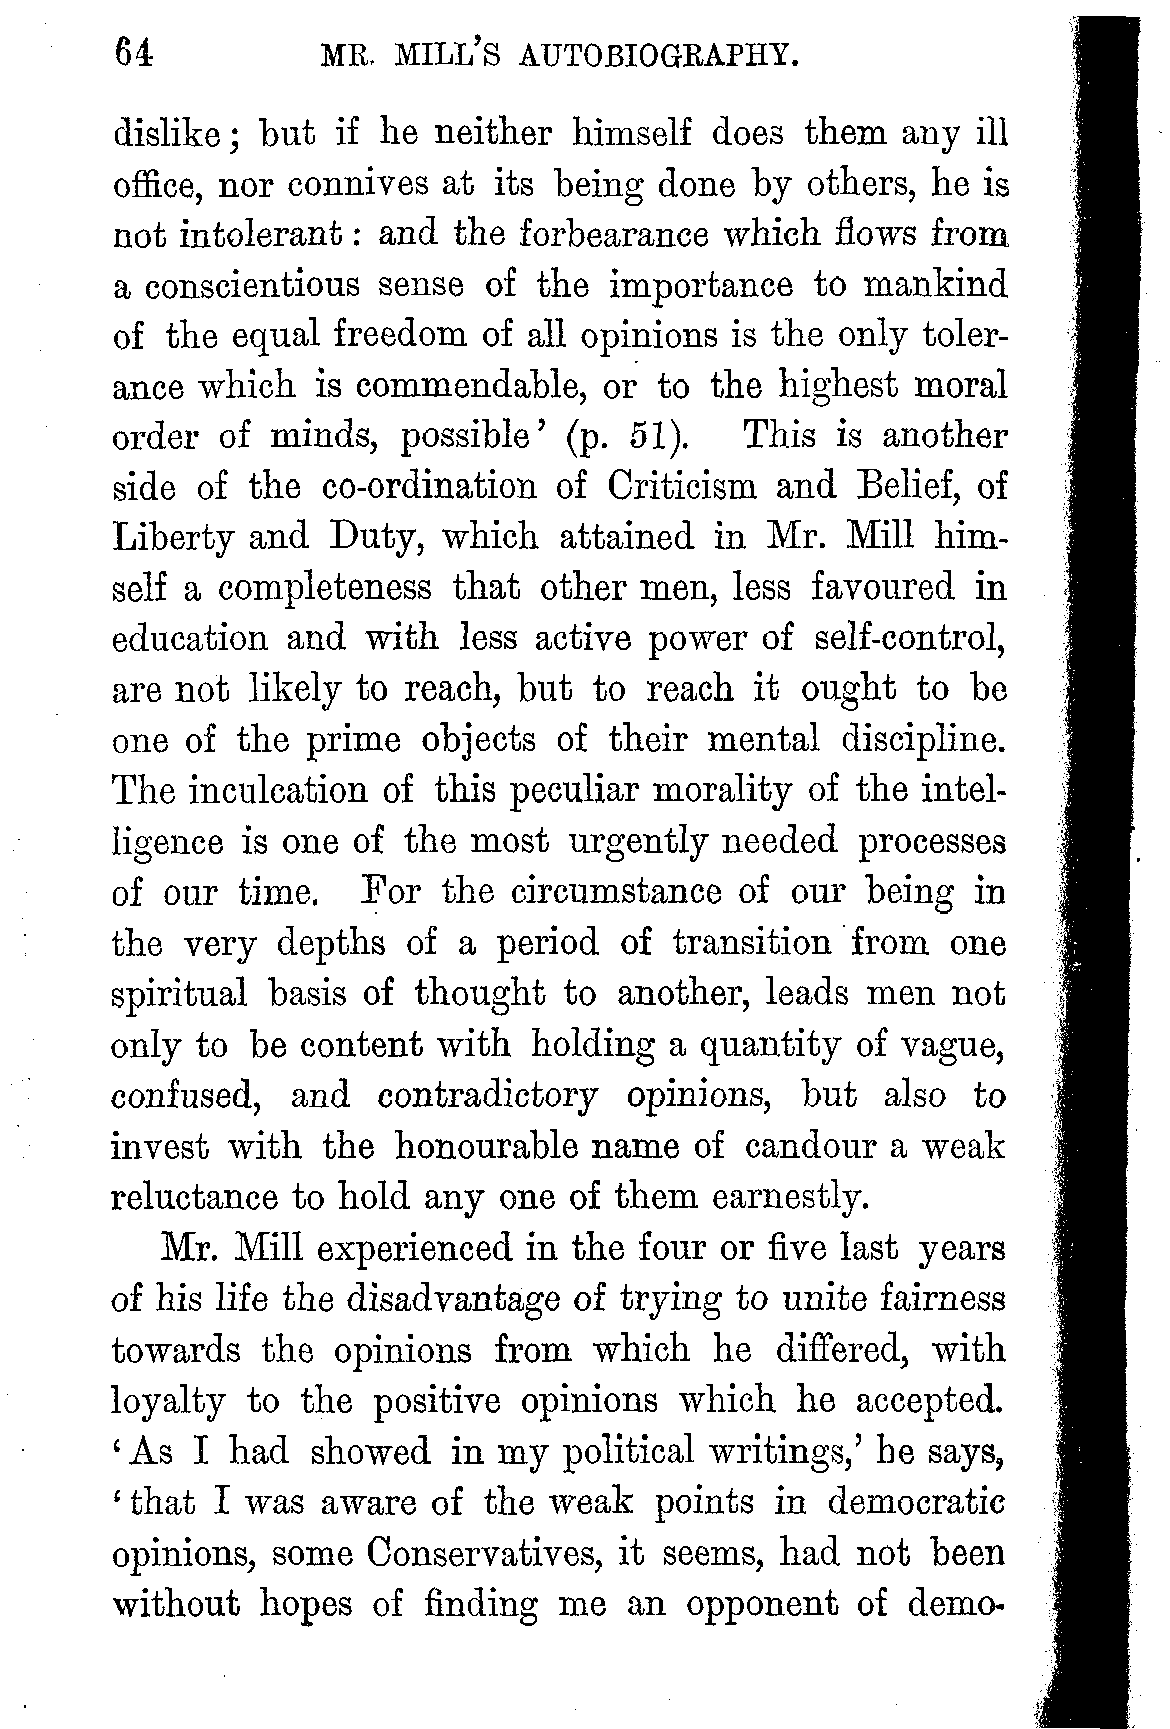 64 MR. MILL'S AUTOBIOGRAPHY.
dislike; but if he neither himself does them any ill
office, nor connives at its being done by others, he is
not intolerant: and the forbearance which flows from
a conscientious sense of the importance to mankind
of the equal freedom of all opinions is the only toler-
ance which is commendable, or to the highest moral
order of minds, possible' (p. 51). This is another
side of the co-ordination of Criticism and Belief, of
Liberty and Duty, which attained in Mr. Mill him-
self a completeness that other men, less favoured in
education and with less active power of self-control,
are not likely to reach, but to reach it ought to be
one of the prime objects of their mental discipline.
The inculcation of this peculiar morality of the intel-
ligence is one of the most urgently needed processes
of our time. For the circumstance of our being in
the very depths of a period of transition from one
spiritual basis of thought to another, leads men not
only to be content with holding a quantity of vague,
confused, and contradictory opinions, but also to
invest with the honourable name of candour a weak
reluctance to hold any one of them earnestly.
Mr. Mill experienced in the four or five last years
of his life the disadvantage of trying to unite fairness
towards the opinions from which he differed, with
loyalty to the positive opinions which he accepted.
'As I had showed in my political writings,' he says,
'that I was aware of the weak points in democratic
opinions, some Conservatives, it seems, had not been
without hopes of finding me an opponent of demo-